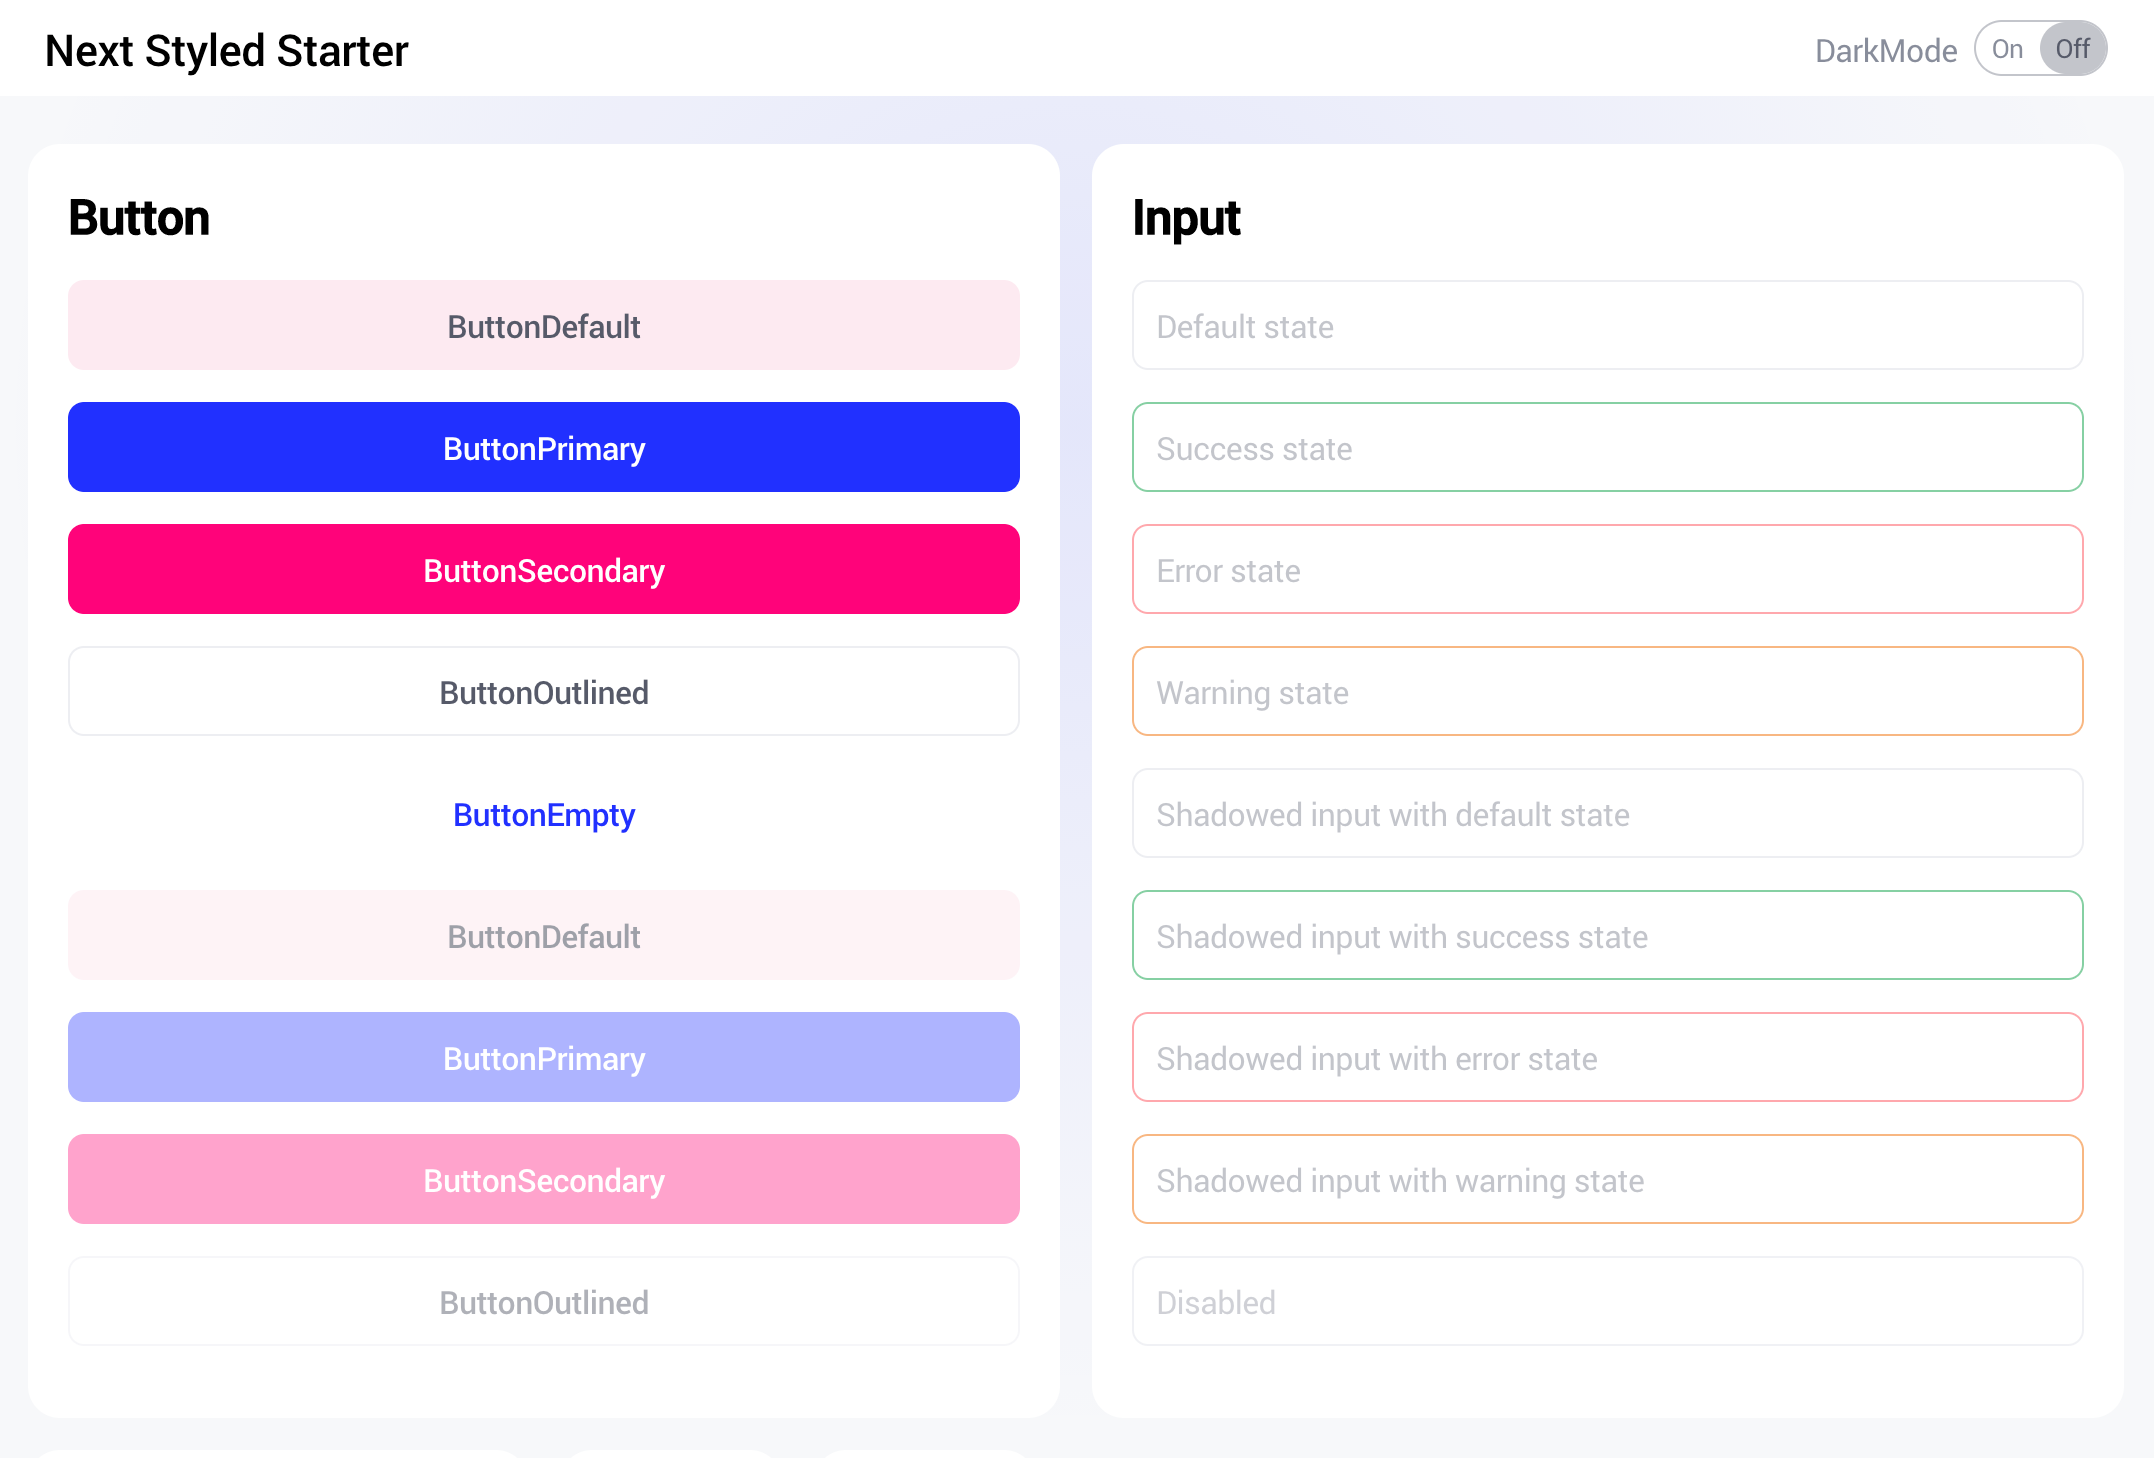 Next Styled Starter
DarkMode On Off
Button
ButtonDefault
ButtonPrimary
ButtonSecondary
ButtonOutlined
ButtonEmpty
ButtonDefault
ButtonPrimary
ButtonSecondary
ButtonOutlined
Input
Default state
Success state
Error state
Warning state
Shadowed input with default state
Shadowed input with success state
Shadowed input with error state
Shadowed input with warning state
Disabled